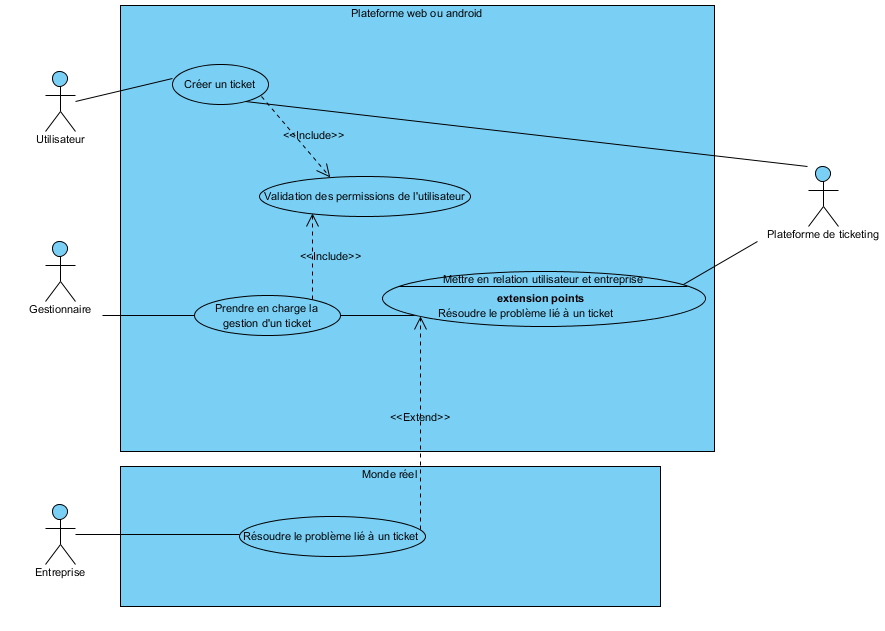 Plateforme web ou android
Créer un ticket
Utilisateur
<<Include>>
Validation des permissions de l'utilisateur
Plateforme de ticketing
<<Include>>
Gestionnaire
Prendre en charge la
gestion d'un ticket
Mettre en relation utilisateur et entreprise
extension points
Résoudre le problème lié à un ticket
<<Extend>>
Monde réel
Résoudre le problème lié à un ticket
Entreprise